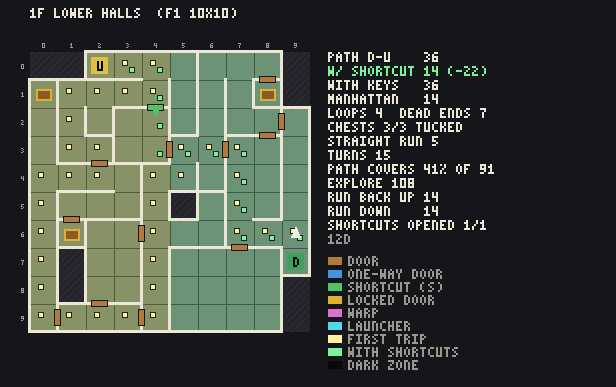 1F LOWER HALLS (F1 10X10)
0 1 2 3 4 5 6 7 8 9
0
1
2
3
4
5
6
7
8
9
U
D
PATH D-U 36
W/ SHORTCUT 14 (-22)
WITH KEYS 36
MANHATTAN 14
LOOPS 4 DEAD ENDS 7
CHESTS 3/3 TUCKED
STRAIGHT RUN 5
TURNS 15
PATH COVERS 41% OF 91
EXPLORE 108
RUN BACK UP 14
RUN DOWN 14
SHORTCUTS OPENED 1/1
12D
DOOR
ONE-WAY DOOR
SHORTCUT (S)
LOCKED DOOR
WARP
LAUNCHER
FIRST TRIP
WITH SHORTCUTS
DARK ZONE